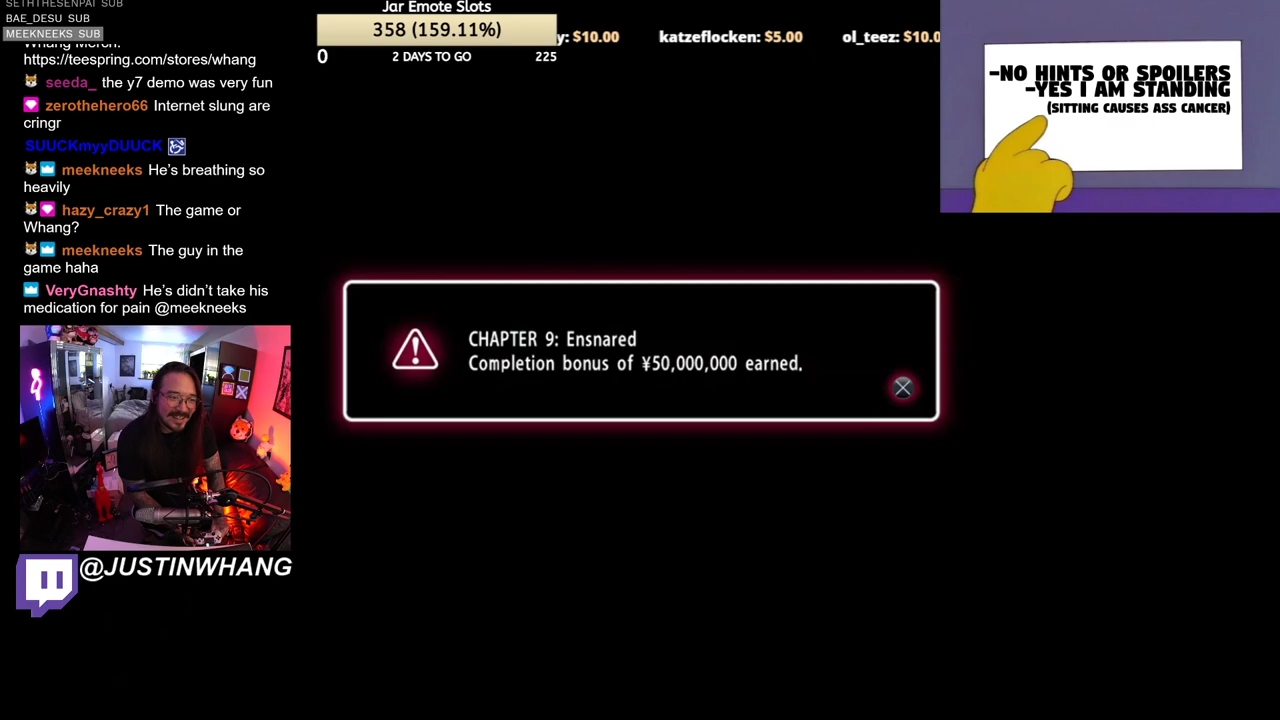 SETHTHESENPAI SUB
BAE_DESU SUB
MEEKNEEKS SUB
Whang Merch:
https://teespring.com/stores/whang
seeda_ the y7 demo was very fun
zerothehero66 Internet slung are
cringr
SUUCKmyyDUUCK
meekneeks He's breathing so
heavily
hazy_crazy1 The game or
Whang?
meekneeks The guy in the
game haha
VeryGnashty He's didn't take his
medication for pain @meekneeks
@JUSTINWHANG
Jar Emote Slots
358 (159.11%)
0 2 DAYS TO GO 225
y: $10.00 katzeflocken: $5.00 ol_teez: $10.0
-NO HINTS OR SPOILERS
-YES I AM STANDING
(SITTING CAUSES ASS CANCER)
CHAPTER 9: Ensnared
Completion bonus of ¥50,000,000 earned.